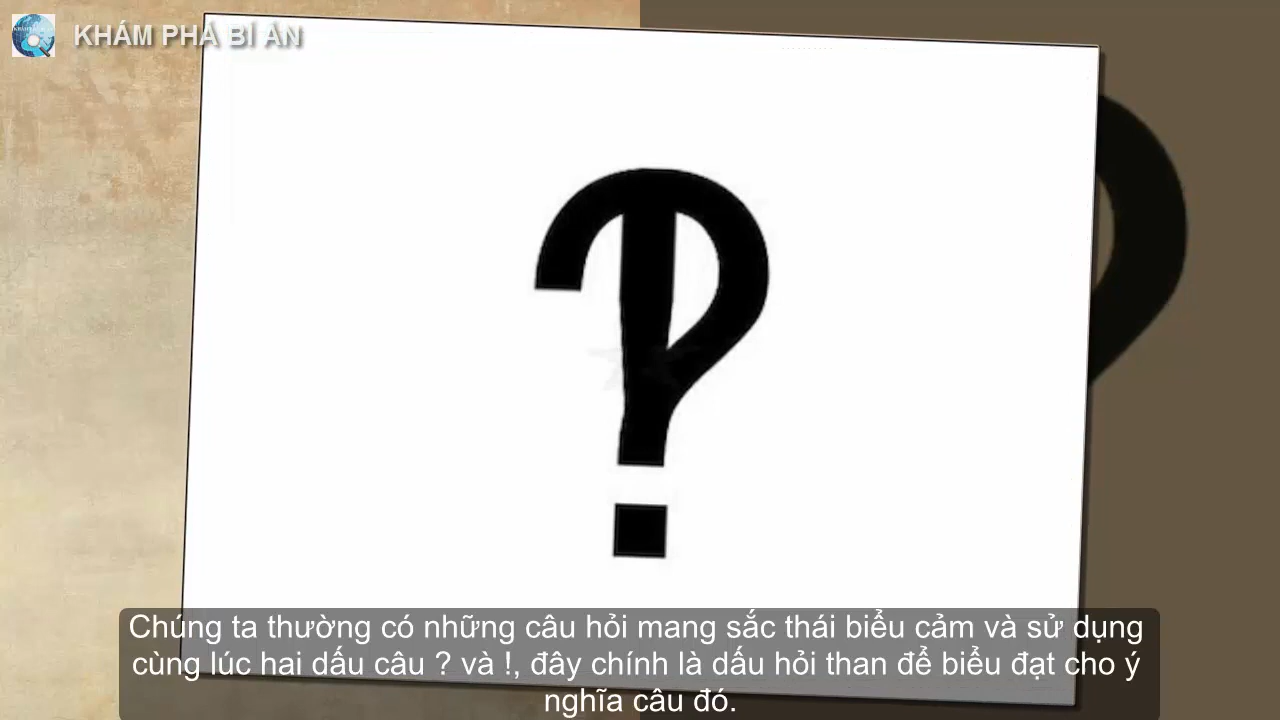 KHÁM PHÁ BÍ ẨN
Chúng ta thường có những câu hỏi mang sắc thái biểu cảm và sử dụng
cùng lúc hai dấu câu ? và !, đây chính là dấu hỏi than để biểu đạt cho ý
nghĩa câu đó.